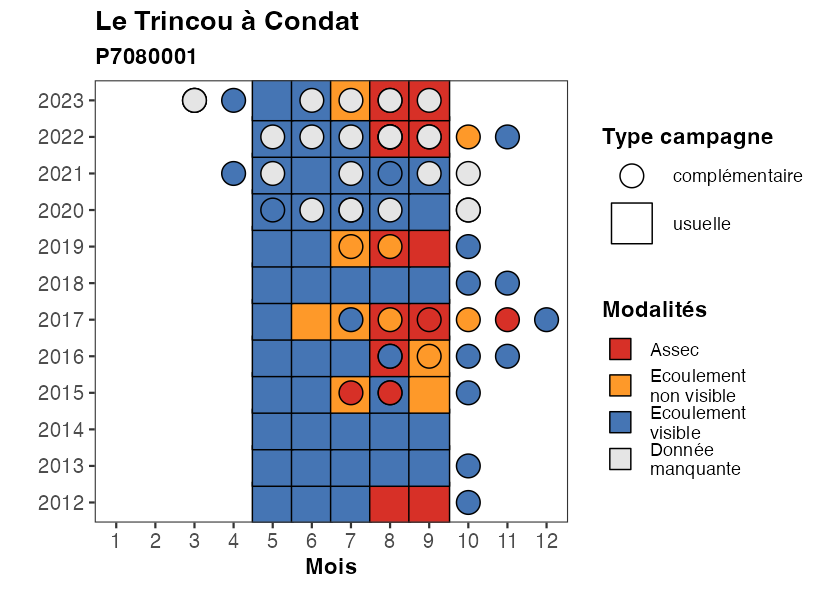 Le Trincou à Condat
P7080001
2023
2022
2021
2020
2019
2018
2017
2016
2015
2014
2013
2012
1 2 3 4 5 6 7 8 9 10 11 12
Mois
Type campagne
complémentaire
usuelle
Modalités
Assec
Ecoulement
non visible
Ecoulement
visible
Donnée
manquante